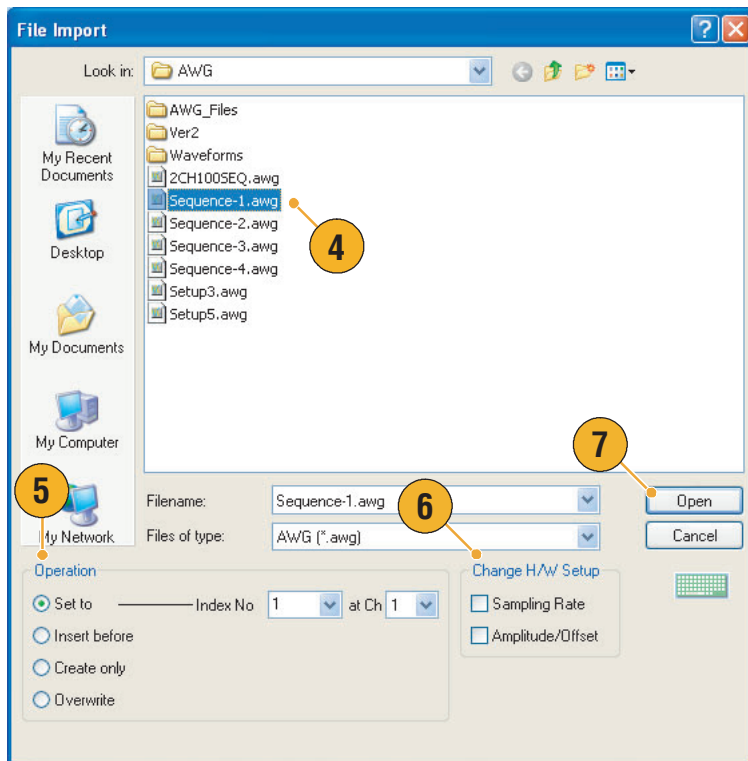 File Import
Look in: AWG
My Recent Documents
Desktop
My Documents
My Computer
My Network
AWG_Files
Ver2
Waveforms
2CH100SEQ.awg
Sequence-1.awg
Sequence-2.awg
Sequence-3.awg
Sequence-4.awg
Setup3.awg
Setup5.awg
4
5
6
7
Filename: Sequence-1.awg Open
Files of type: AWG (*.awg) Cancel
Operation
Set to Index No 1 at Ch 1
Insert before
Create only
Overwrite
Change H/W Setup
Sampling Rate
Amplitude/Offset